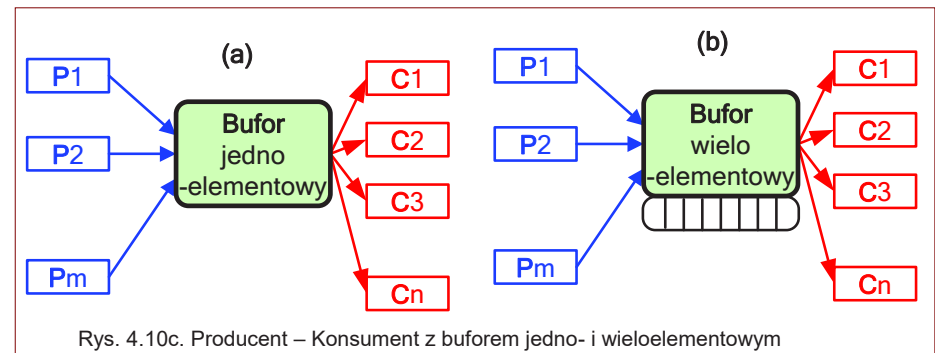 (a)
P1
P2
Pm
Bufor
jedno
-elementowy
C1
C2
C3
Cn
(b)
P1
P2
Pm
Bufor
wielo
-elementowy
C1
C2
C3
Cn
Rys. 4.10c. Producent – Konsument z buforem jedno- i wieloelementowym